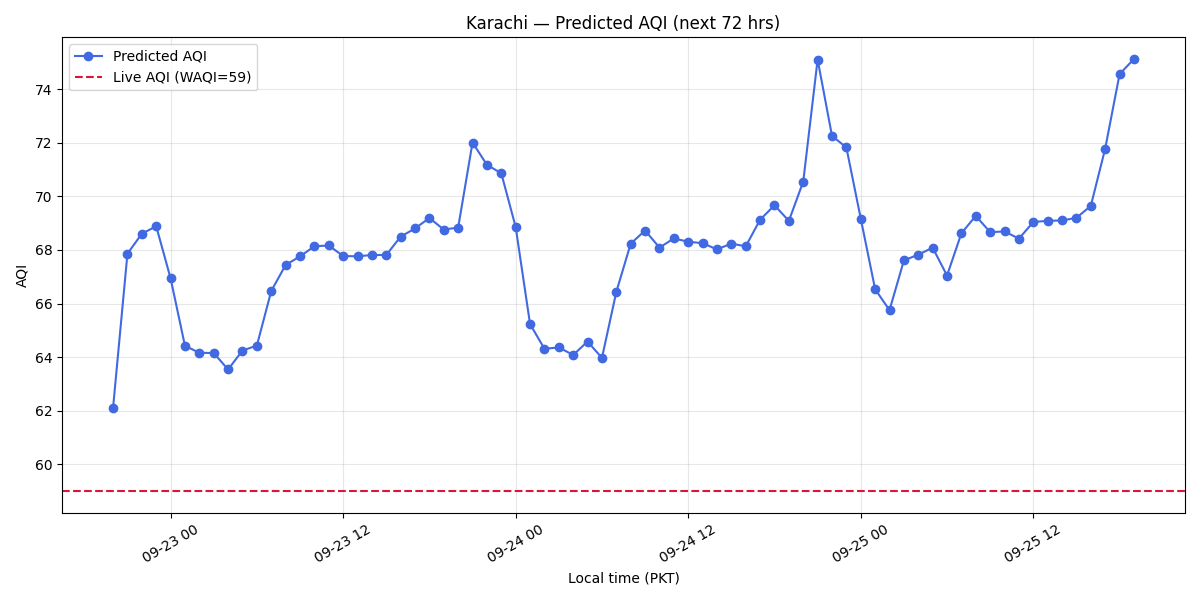 Karachi — Predicted AQI (next 72 hrs)
Predicted AQI
Live AQI (WAQI=59)
AQI
74
72
70
68
66
64
62
60
09-23 00
09-23 12
09-24 00
09-24 12
09-25 00
09-25 12
Local time (PKT)